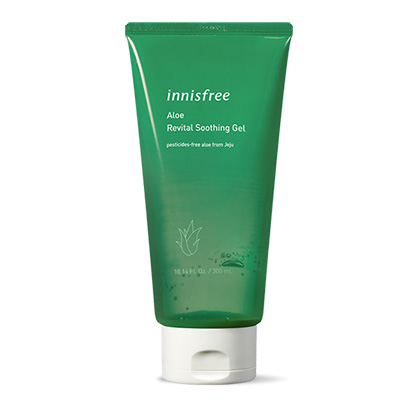 innisfree
Aloe
Revital Soothing Gel
pesticides-free aloe from Jeju
10.14 Fl. Oz. / 300 mL